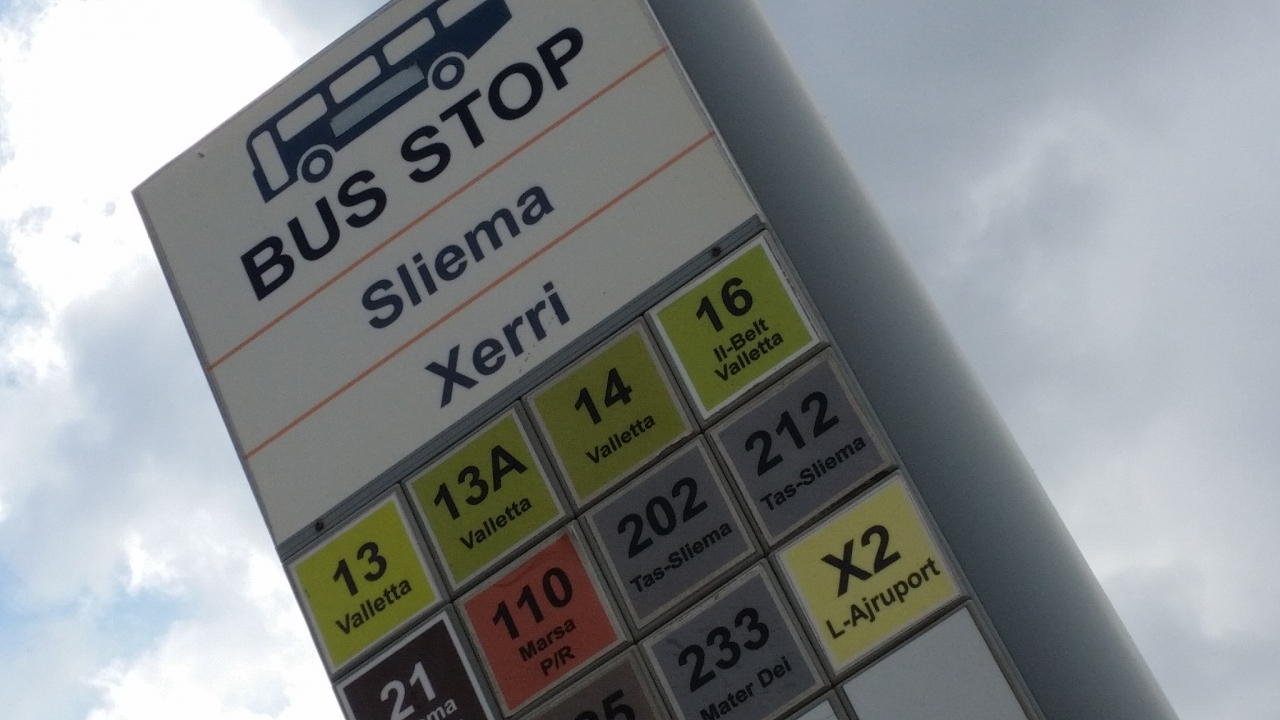 BUS STOP
Sliema
Xerri
13
Valletta
13A
Valletta
14
Valletta
16
Il-Belt
Valletta
21
110
Marsa
P/R
202
Tas-Sliema
212
Tas-Sliema
233
Mater Dei
X2
L-Ajruport